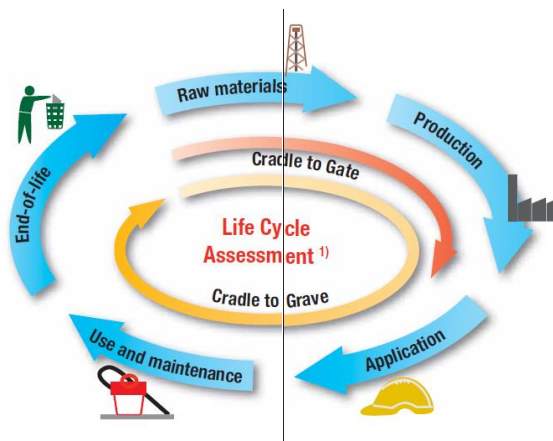 Raw materials
Production
Cradle to Gate
End-of-life
Life Cycle
Assessment 1)
Cradle to Grave
Use and maintenance
Application